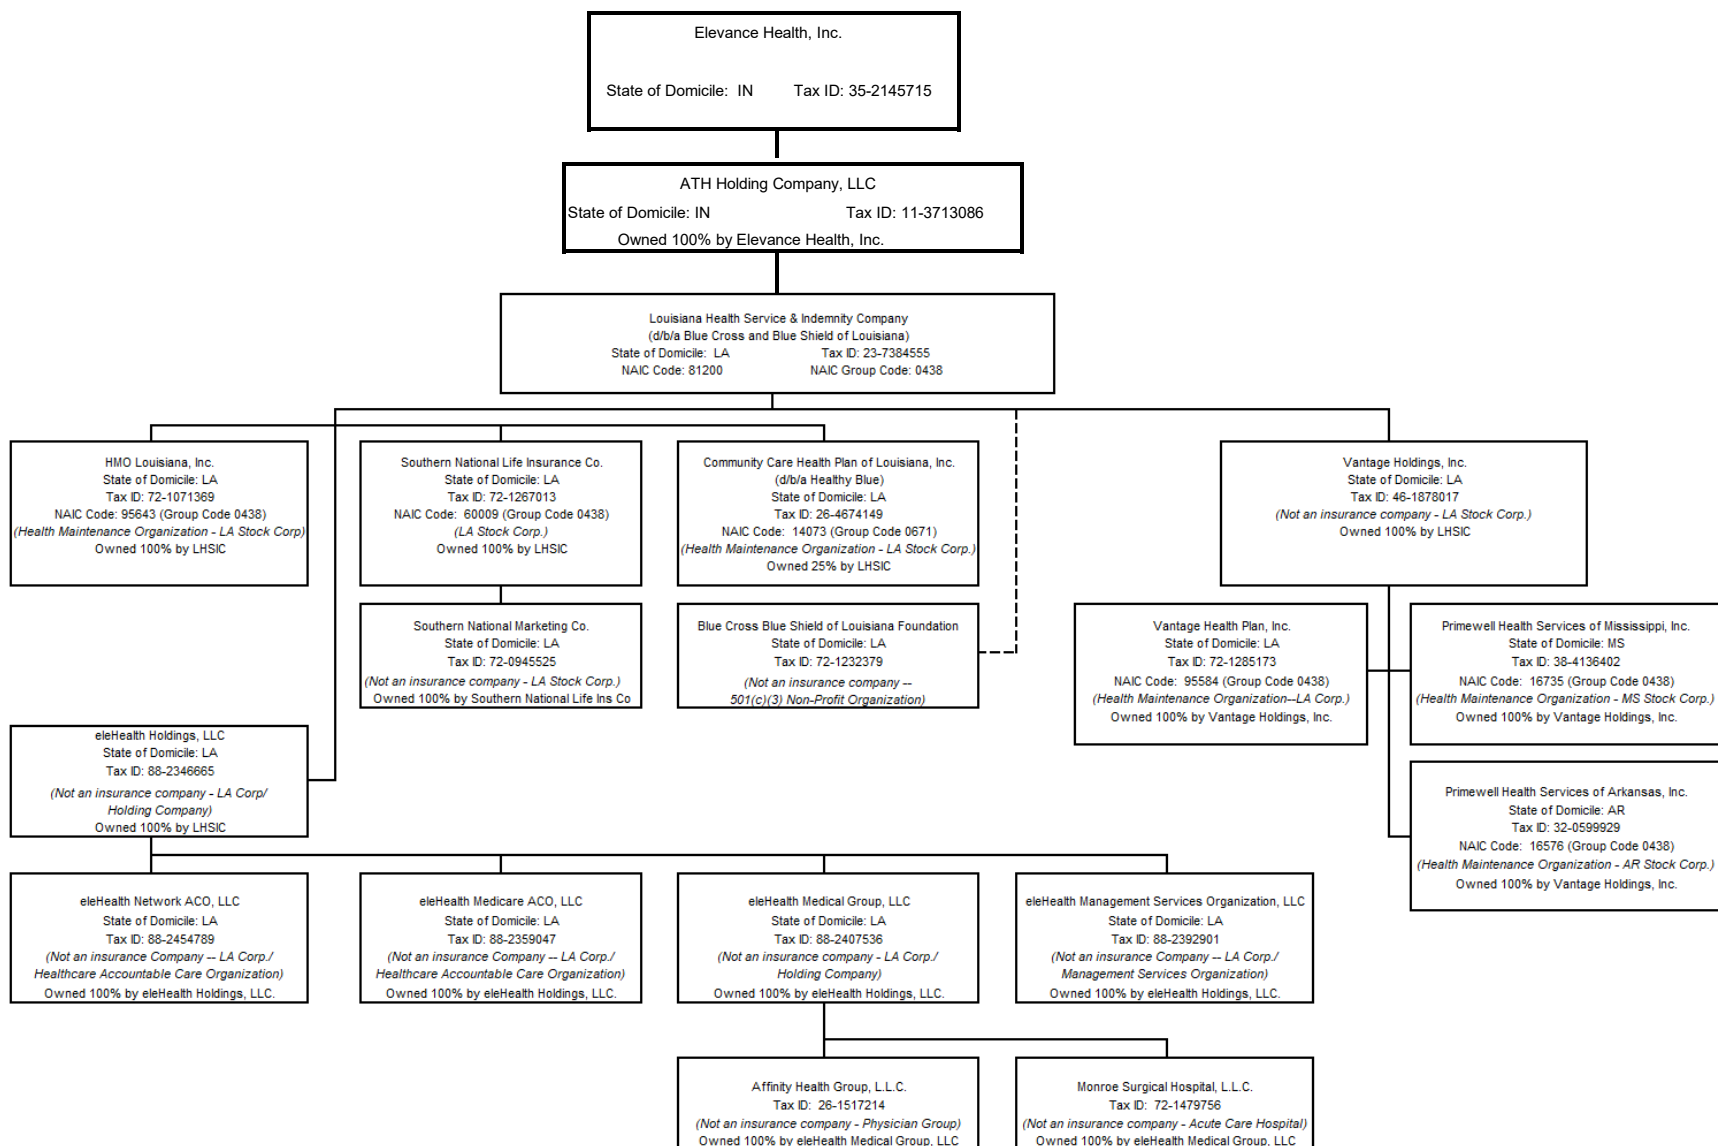 Elevance Health, Inc.
State of Domicile: IN Tax ID: 35-2145715
ATH Holding Company, LLC
State of Domicile: IN Tax ID: 11-3713086
Owned 100% by Elevance Health, Inc.
Louisiana Health Service & Indemnity Company
(d/b/a Blue Cross and Blue Shield of Louisiana)
State of Domicile: LA Tax ID: 23-7384555
NAIC Code: 81200 NAIC Group Code: 0438
HMO Louisiana, Inc.
State of Domicile: LA
Tax ID: 72-1071369
NAIC Code: 95643 (Group Code 0438)
(Health Maintenance Organization - LA Stock Corp)
Owned 100% by LHSIC
Southern National Life Insurance Co.
State of Domicile: LA
Tax ID: 72-1267013
NAIC Code: 60009 (Group Code 0438)
(LA Stock Corp.)
Owned 100% by LHSIC
Community Care Health Plan of Louisiana, Inc.
(d/b/a Healthy Blue)
State of Domicile: LA
Tax ID: 26-4674149
NAIC Code: 14073 (Group Code 0671)
(Health Maintenance Organization - LA Stock Corp.)
Owned 25% by LHSIC
Vantage Holdings, Inc.
State of Domicile: LA
Tax ID: 46-1878017
(Not an insurance company - LA Stock Corp.)
Owned 100% by LHSIC
Southern National Marketing Co.
State of Domicile: LA
Tax ID: 72-0945525
(Not an insurance company - LA Stock Corp.)
Owned 100% by Southern National Life Ins Co
Blue Cross Blue Shield of Louisiana Foundation
State of Domicile: LA
Tax ID: 72-1232379
(Not an insurance company --
501(c)(3) Non-Profit Organization)
Vantage Health Plan, Inc.
State of Domicile: LA
Tax ID: 72-1285173
NAIC Code: 95584 (Group Code 0438)
(Health Maintenance Organization--LA Corp.)
Owned 100% by Vantage Holdings, Inc.
Primewell Health Services of Mississippi, Inc.
State of Domicile: MS
Tax ID: 38-4136402
NAIC Code: 16735 (Group Code 0438)
(Health Maintenance Organization - MS Stock Corp.)
Owned 100% by Vantage Holdings, Inc.
eleHealth Holdings, LLC
State of Domicile: LA
Tax ID: 88-2346665
(Not an insurance company - LA Corp/
Holding Company)
Owned 100% by LHSIC
Primewell Health Services of Arkansas, Inc.
State of Domicile: AR
Tax ID: 32-0599929
NAIC Code: 16576 (Group Code 0438)
(Health Maintenance Organization - AR Stock Corp.)
Owned 100% by Vantage Holdings, Inc.
eleHealth Network ACO, LLC
State of Domicile: LA
Tax ID: 88-2454789
(Not an insurance Company -- LA Corp./
Healthcare Accountable Care Organization)
Owned 100% by eleHealth Holdings, LLC.
eleHealth Medicare ACO, LLC
State of Domicile: LA
Tax ID: 88-2359047
(Not an insurance Company -- LA Corp./
Healthcare Accountable Care Organization)
Owned 100% by eleHealth Holdings, LLC.
eleHealth Medical Group, LLC
State of Domicile: LA
Tax ID: 88-2407536
(Not an insurance company - LA Corp./
Holding Company)
Owned 100% by eleHealth Holdings, LLC.
eleHealth Management Services Organization, LLC
State of Domicile: LA
Tax ID: 88-2392901
(Not an insurance Company -- LA Corp./
Management Services Organization)
Owned 100% by eleHealth Holdings, LLC.
Affinity Health Group, L.L.C.
Tax ID: 26-1517214
(Not an insurance company - Physician Group)
Owned 100% by eleHealth Medical Group, LLC
Monroe Surgical Hospital, L.L.C.
Tax ID: 72-1479756
(Not an insurance company - Acute Care Hospital)
Owned 100% by eleHealth Medical Group, LLC